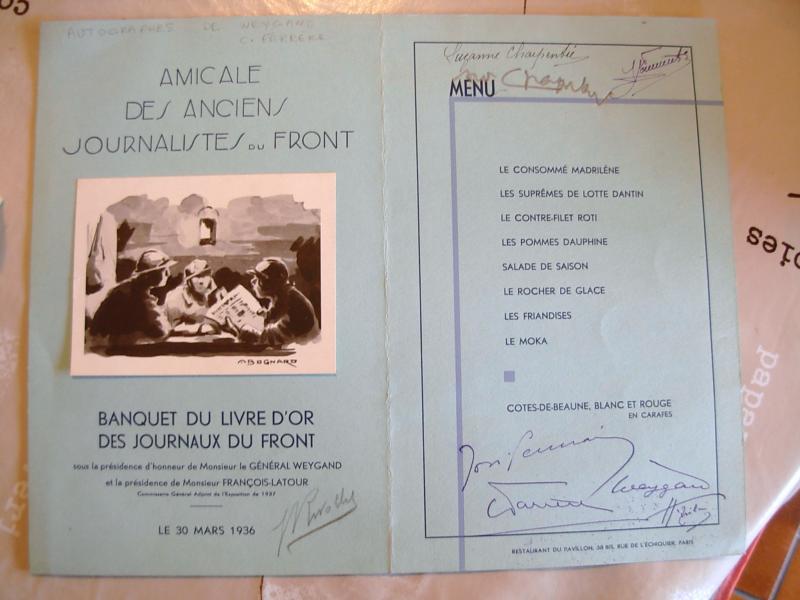 AUTOGRAPHES DE WEYGAND
C. FARRERE
AMICALE
DES ANCIENS
JOURNALISTES DU FRONT
BANQUET DU LIVRE D'OR
DES JOURNAUX DU FRONT
sous la présidence d'honneur de Monsieur le GÉNÉRAL WEYGAND
et la présidence de Monsieur FRANÇOIS-LATOUR
Commissaire Général Adjoint de l'Exposition de 1937
LE 30 MARS 1936
Suzanne Charpentier
MENU
LE CONSOMMÉ MADRILÈNE
LES SUPRÊMES DE LOTTE DANTIN
LE CONTRE-FILET ROTI
LES POMMES DAUPHINE
SALADE DE SAISON
LE ROCHER DE GLACE
LES FRIANDISES
LE MOKA
COTES-DE-BEAUNE, BLANC ET ROUGE
EN CARAFES
Weygand
RESTAURANT DU PAVILLON, 38 BIS, RUE DE L'ÉCHIQUIER, PARIS